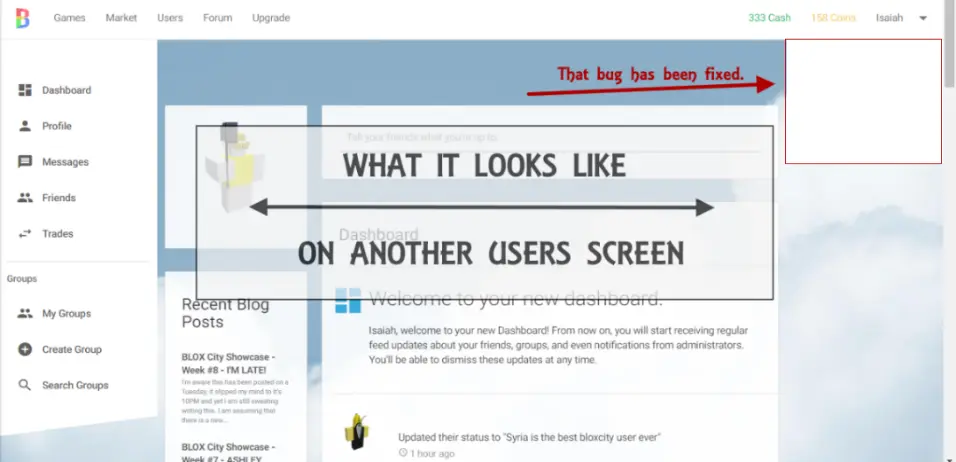 B Games Market Users Forum Upgrade 333 Cash 158 Coins Isaiah
That bug has been fixed.
Dashboard
Profile
Messages
Friends
Trades
Groups
My Groups
Create Group
Search Groups
Tell your friends what you're up to.
WHAT IT LOOKS LIKE
Dashboard
ON ANOTHER USERS SCREEN
Welcome to your new dashboard.
Isaiah, welcome to your new Dashboard! From now on, you will start receiving regular
feed updates about your friends, groups, and even notifications from administrators.
You'll be able to dismiss these updates at any time.
Recent Blog
Posts
BLOX City Showcase -
Week #8 - I'M LATE!
I'm aware this has been posted on a
Tuesday, it slipped my mind to it's
10PM and yet I am still sweating
writing this. I am assuming that
there is a new...
BLOX City Showcase -
Week #7 - ASHLEY
Updated their status to "Syria is the best bloxcity user ever"
1 hour ago